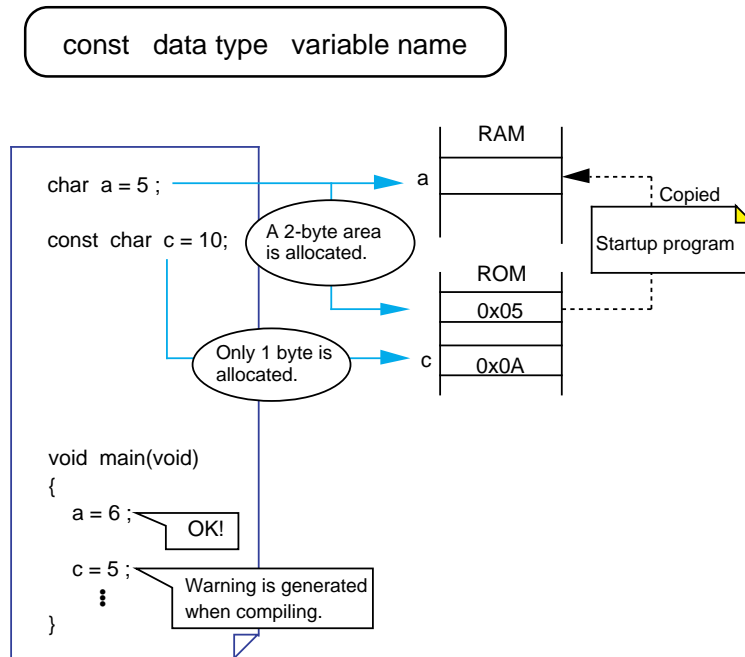 const data type variable name
RAM
char a = 5 ;
a
Copied
const char c = 10;
A 2-byte area
is allocated.
Startup program
ROM
0x05
Only 1 byte is
allocated.
c
0x0A
void main(void)
{
a = 6 ;
OK!
c = 5 ;
Warning is generated
when compiling.
}